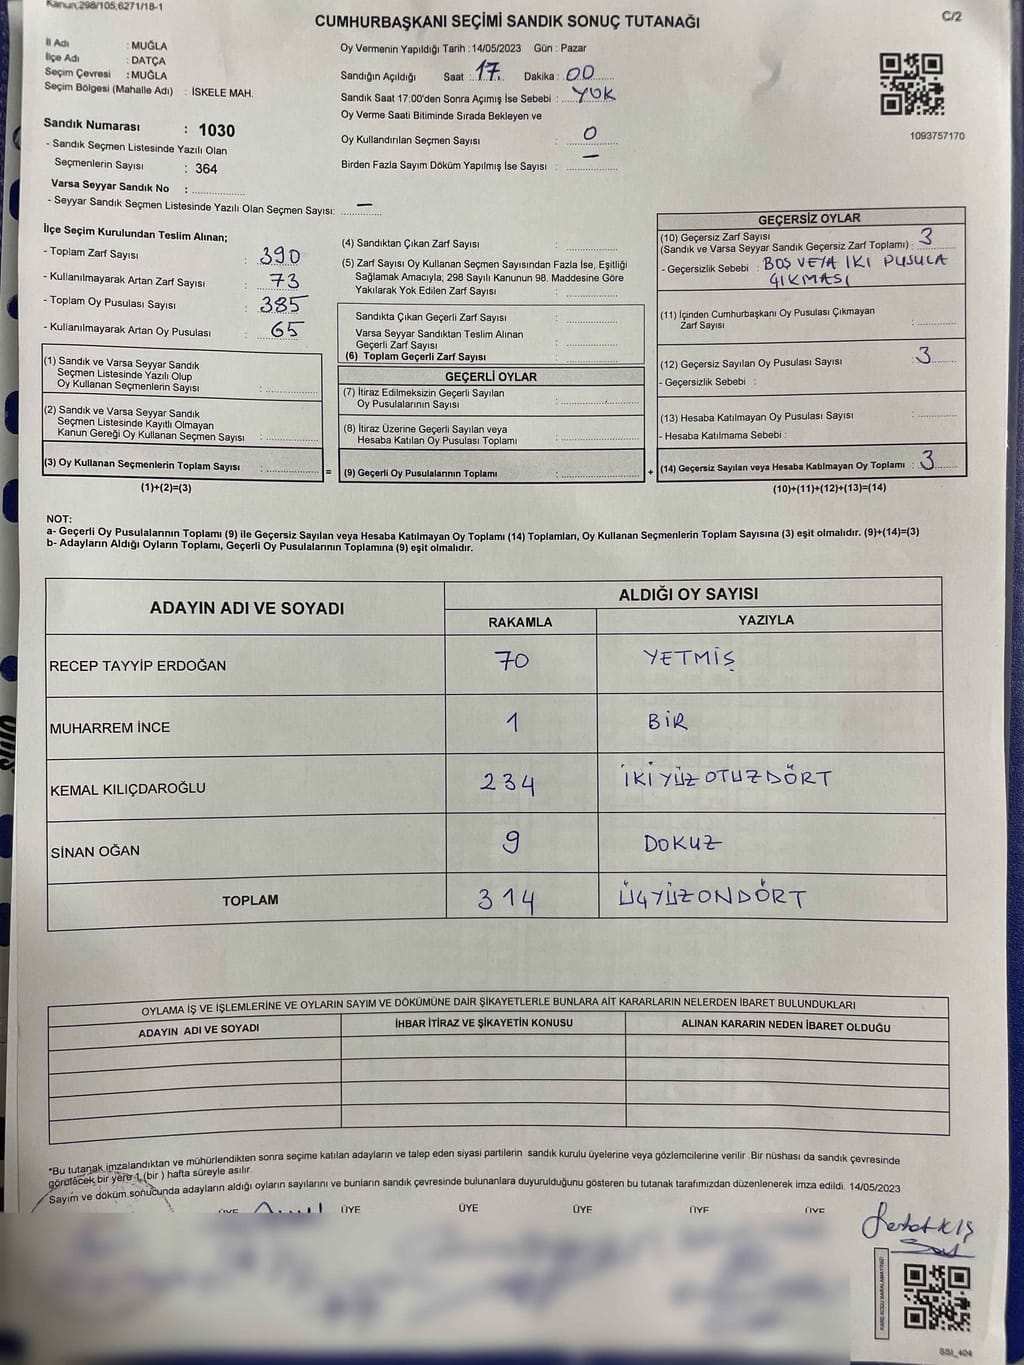 Kanun,298/105,6271/18-1
C/2
CUMHURBAŞKANI SEÇİMİ SANDIK SONUÇ TUTANAĞI
İl Adı : MUĞLA
İlçe Adı : DATÇA
Seçim Çevresi : MUĞLA
Seçim Bölgesi (Mahalle Adı) : İSKELE MAH.
Sandık Numarası : 1030
- Sandık Seçmen Listesinde Yazılı Olan
Seçmenlerin Sayısı : 364
Varsa Seyyar Sandık No :
- Seyyar Sandık Seçmen Listesinde Yazılı Olan Seçmen Sayısı: —
Oy Vermenin Yapıldığı Tarih :14/05/2023 Gün : Pazar
Sandığın Açıldığı Saat : 17 Dakika : 00
Sandık Saat 17:00'den Sonra Açımış İse Sebebi : YOK
Oy Verme Saati Bitiminde Sırada Bekleyen ve
Oy Kullandırılan Seçmen Sayısı : 0
Birden Fazla Sayım Döküm Yapılmış İse Sayısı : —
1093757170
İlçe Seçim Kurulundan Teslim Alınan;
- Toplam Zarf Sayısı : 390
- Kullanılmayarak Artan Zarf Sayısı : 73
- Toplam Oy Pusulası Sayısı : 385
- Kullanılmayarak Artan Oy Pusulası : 65
(1) Sandık ve Varsa Seyyar Sandık
Seçmen Listesinde Yazılı Olup
Oy Kullanan Seçmenlerin Sayısı :
(2) Sandık ve Varsa Seyyar Sandık
Seçmen Listesinde Kayıtlı Olmayan
Kanun Gereği Oy Kullanan Seçmen Sayısı :
(3) Oy Kullanan Seçmenlerin Toplam Sayısı :
(1)+(2)=(3)
(4) Sandıktan Çıkan Zarf Sayısı :
(5) Zarf Sayısı Oy Kullanan Seçmen Sayısından Fazla İse, Eşitliği
Sağlamak Amacıyla; 298 Sayılı Kanunun 98. Maddesine Göre
Yakılarak Yok Edilen Zarf Sayısı :
Sandıkta Çıkan Geçerli Zarf Sayısı :
Varsa Seyyar Sandıktan Teslim Alınan
Geçerli Zarf Sayısı :
(6) Toplam Geçerli Zarf Sayısı :
GEÇERLİ OYLAR
(7) İtiraz Edilmeksizin Geçerli Sayılan
Oy Pusulalarının Sayısı :
(8) İtiraz Üzerine Geçerli Sayılan veya
Hesaba Katılan Oy Pusulası Toplamı :
= (9) Geçerli Oy Pusulalarının Toplamı :
GEÇERSİZ OYLAR
(10) Geçersiz Zarf Sayısı
(Sandık ve Varsa Seyyar Sandık Geçersiz Zarf Toplamı) : 3
- Geçersizlik Sebebi : BOŞ VEYA İKİ PUSULA
ÇIKMASI
(11) İçinden Cumhurbaşkanı Oy Pusulası Çıkmayan
Zarf Sayısı :
(12) Geçersiz Sayılan Oy Pusulası Sayısı : 3
- Geçersizlik Sebebi :
(13) Hesaba Katılmayan Oy Pusulası Sayısı :
- Hesaba Katılmama Sebebi :
+ (14) Geçersiz Sayılan veya Hesaba Katılmayan Oy Toplamı : 3
(10)+(11)+(12)+(13)=(14)
NOT:
a- Geçerli Oy Pusulalannın Toplamı (9) ile Geçersiz Sayılan veya Hesaba Katılmayan Oy Toplamı (14) Toplamları, Oy Kullanan Seçmenlerin Toplam Sayısına (3) eşit olmalıdır. (9)+(14)=(3)
b- Adayların Aldığı Oyların Toplamı, Geçerli Oy Pusulalarının Toplamına (9) eşit olmalıdır.
ADAYIN ADI VE SOYADI
ALDIĞI OY SAYISI
RAKAMLA YAZIYLA
RECEP TAYYİP ERDOĞAN 70 YETMİŞ
MUHARREM İNCE 1 BİR
KEMAL KILIÇDAROĞLU 234 İKİYÜZOTUZDÖRT
SİNAN OĞAN 9 DOKUZ
TOPLAM 314 ÜÇYÜZONDÖRT
OYLAMA İŞ VE İŞLEMLERİNE VE OYLARIN SAYIM VE DÖKÜMÜNE DAİR ŞİKAYETLERLE BUNLARA AİT KARARLARIN NELERDEN İBARET BULUNDUKLARI
ADAYIN ADI VE SOYADI İHBAR İTİRAZ VE ŞİKAYETİN KONUSU ALINAN KARARIN NEDEN İBARET OLDUĞU
*Bu tutanak imzalandıktan ve mühürlendikten sonra seçime katılan adayların ve talep eden siyasi partilerin sandık kurulu üyelerine veya gözlemcilerine verilir .Bir nüshası da sandık çevresinde
görülecek bir yere 1 (bir ) hafta süreyle asılır.
Sayım ve döküm sonucunda adayların aldığı oyların sayılarını ve bunların sandık çevresinde bulunanlara duyurulduğunu gösteren bu tutanak tarafımızdan düzenlenerek imza edildi. 14/05/2023
ÜYE ÜYE ÜYE ÜYE ÜYE ÜYE
KARE KODU KARALAMAYINIZ!
SSI_404